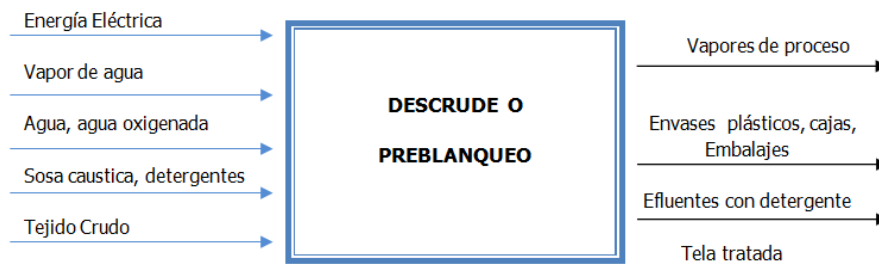 Energía Eléctrica
Vapor de agua
Agua, agua oxigenada
Sosa caustica, detergentes
Tejido Crudo
DESCRUDE O
PREBLANQUEO
Vapores de proceso
Envases plásticos, cajas,
Embalajes
Efluentes con detergente
Tela tratada